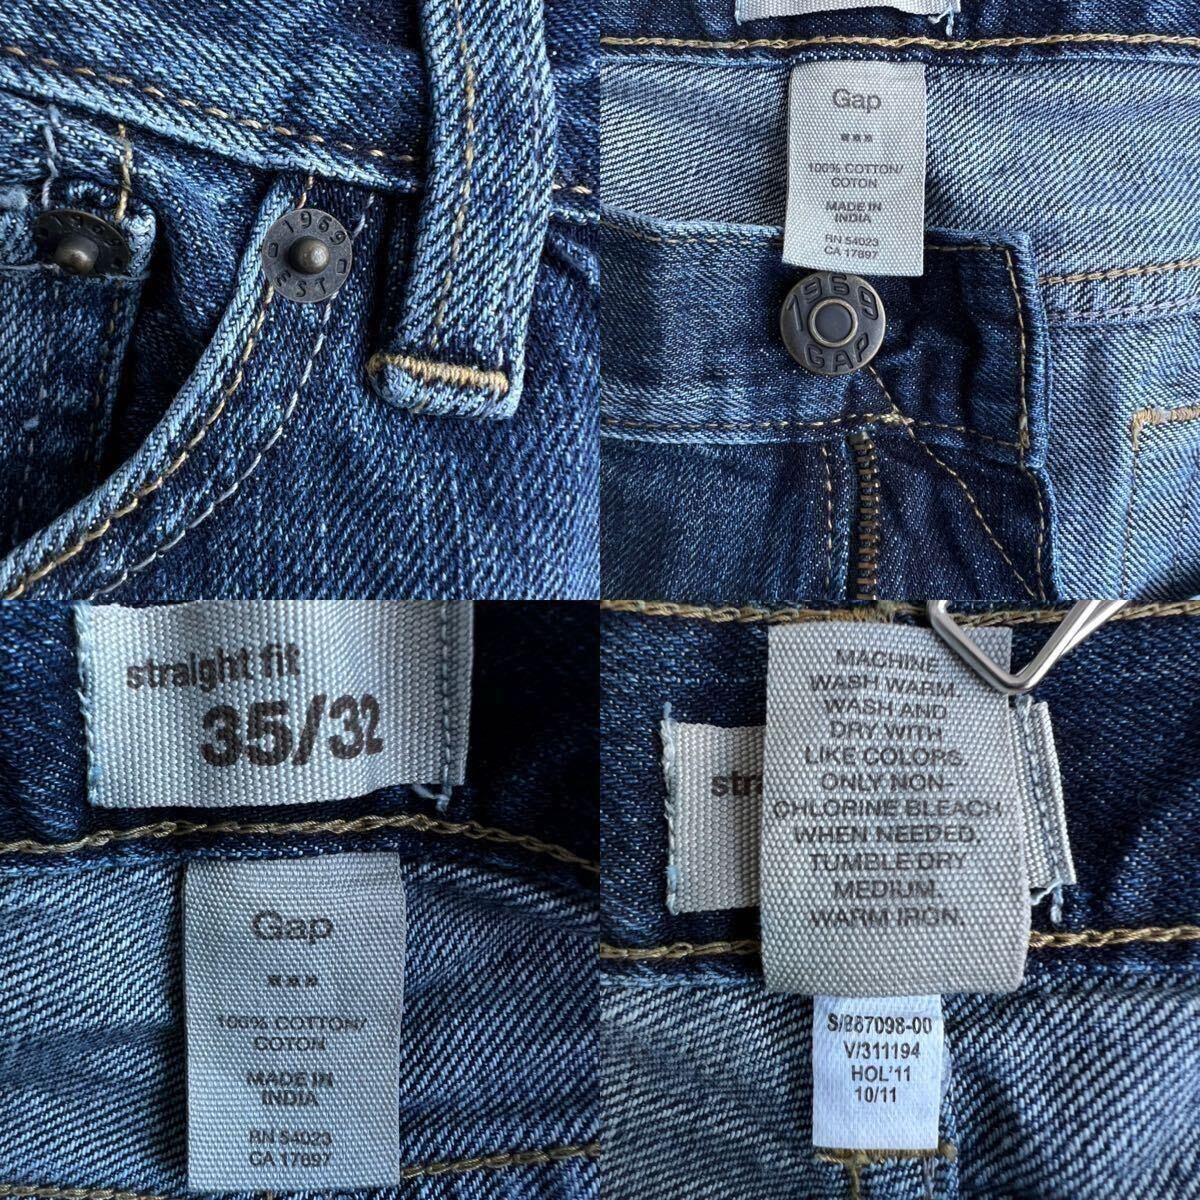 1969
EST
Gap
100% COTTON/
COTON
MADE IN
INDIA
RN 54023
CA 17897
1969
GAP
straight fit
35/32
Gap
100% COTTON/
COTON
MADE IN
INDIA
RN 54023
CA 17897
MACHINE
WASH WARM.
WASH AND
DRY WITH
LIKE COLORS.
ONLY NON-
CHLORINE BLEACH
WHEN NEEDED.
TUMBLE DRY
MEDIUM.
WARM IRON.
stra
S/887098-00
V/311194
HOL'11
10/11